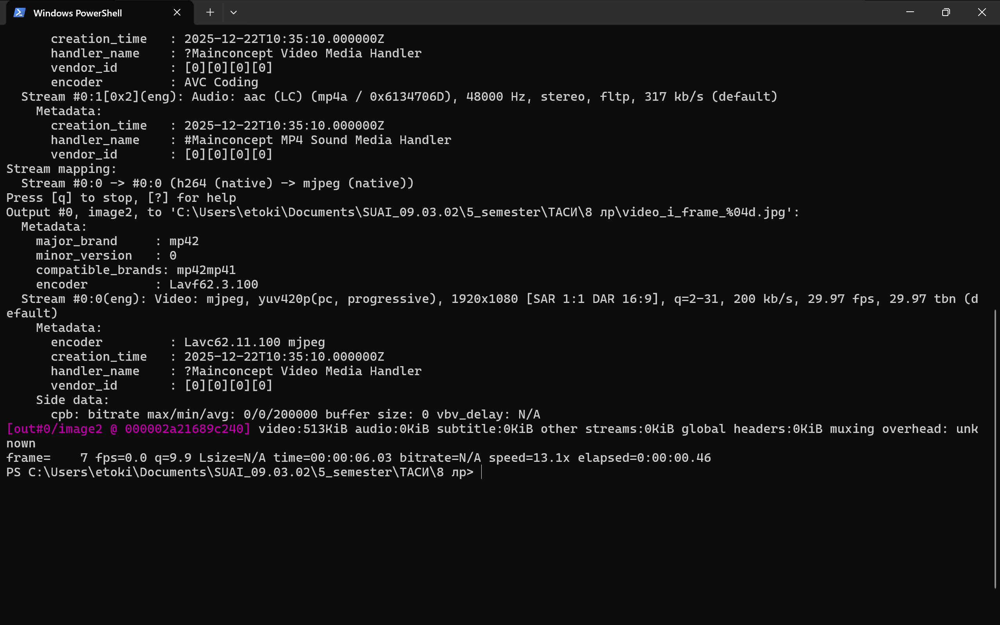 Windows PowerShell
creation_time : 2025-12-22T10:35:10.000000Z
handler_name : ?Mainconcept Video Media Handler
vendor_id : [0][0][0][0]
encoder : AVC Coding
Stream #0:1[0x2](eng): Audio: aac (LC) (mp4a / 0x6134706D), 48000 Hz, stereo, fltp, 317 kb/s (default)
Metadata:
creation_time : 2025-12-22T10:35:10.000000Z
handler_name : #Mainconcept MP4 Sound Media Handler
vendor_id : [0][0][0][0]
Stream mapping:
Stream #0:0 -> #0:0 (h264 (native) -> mjpeg (native))
Press [q] to stop, [?] for help
Output #0, image2, to 'C:\Users\etoki\Documents\SUAI_09.03.02\5_semester\ТАСИ\8 лр\video_i_frame_%04d.jpg':
Metadata:
major_brand : mp42
minor_version : 0
compatible_brands: mp42mp41
encoder : Lavf62.3.100
Stream #0:0(eng): Video: mjpeg, yuv420p(pc, progressive), 1920x1080 [SAR 1:1 DAR 16:9], q=2-31, 200 kb/s, 29.97 fps, 29.97 tbn (d
efault)
Metadata:
encoder : Lavc62.11.100 mjpeg
creation_time : 2025-12-22T10:35:10.000000Z
handler_name : ?Mainconcept Video Media Handler
vendor_id : [0][0][0][0]
Side data:
cpb: bitrate max/min/avg: 0/0/200000 buffer size: 0 vbv_delay: N/A
[out#0/image2 @ 000002a21689c240] video:513KiB audio:0KiB subtitle:0KiB other streams:0KiB global headers:0KiB muxing overhead: unk
nown
frame=    7 fps=0.0 q=9.9 Lsize=N/A time=00:00:06.03 bitrate=N/A speed=13.1x elapsed=0:00:00.46
PS C:\Users\etoki\Documents\SUAI_09.03.02\5_semester\ТАСИ\8 лр>